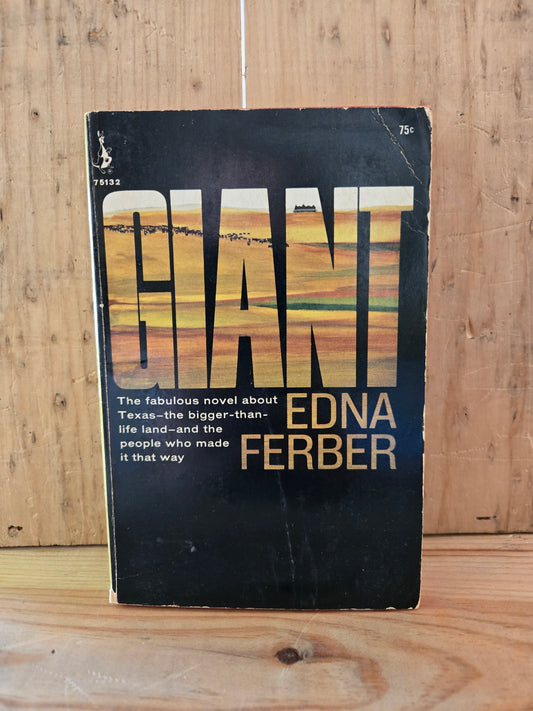 75¢
75132
GIANT
The fabulous novel about
Texas–the bigger-than-
life land–and the
people who made
it that way
EDNA
FERBER